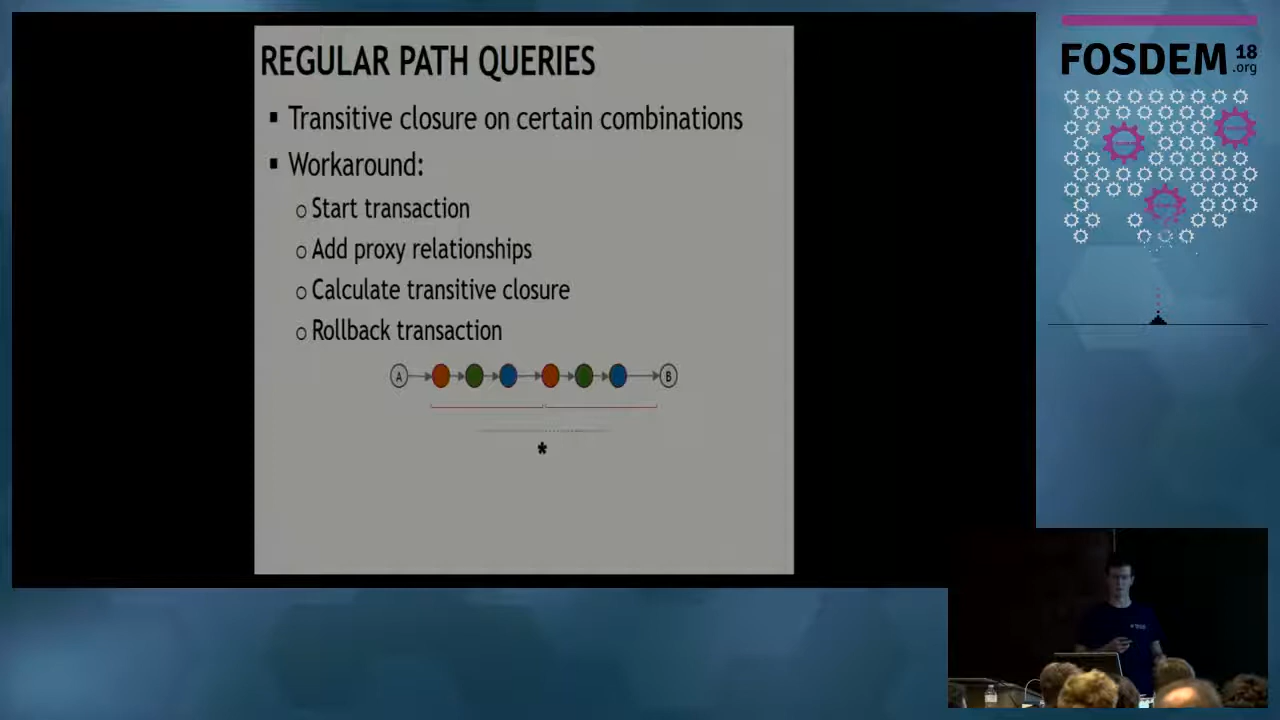 REGULAR PATH QUERIES
▪ Transitive closure on certain combinations
▪ Workaround:
o Start transaction
o Add proxy relationships
o Calculate transitive closure
o Rollback transaction
A B
*
FOSDEM 18
.org